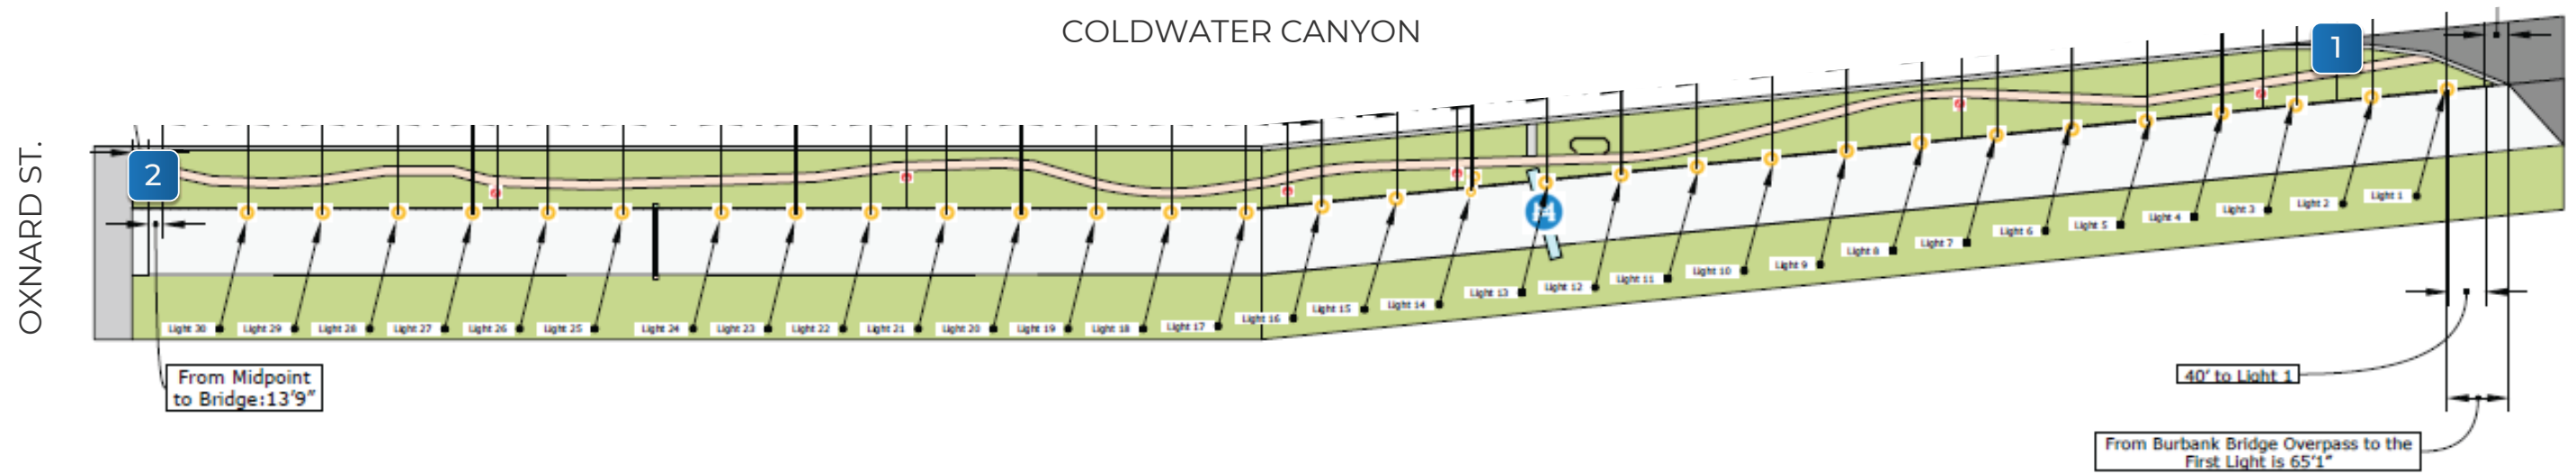 COLDWATER CANYON
1
OXNARD ST.
2
Light 1
Light 2
Light 3
Light 4
Light 5
Light 6
Light 7
Light 8
Light 9
Light 10
Light 11
Light 12
Light 13
Light 14
Light 15
Light 16
Light 17
Light 18
Light 19
Light 20
Light 21
Light 22
Light 23
Light 24
Light 25
Light 26
Light 27
Light 28
Light 29
Light 30
From Midpoint
to Bridge:13'9"
40' to Light 1
From Burbank Bridge Overpass to the
First Light is 65'1"